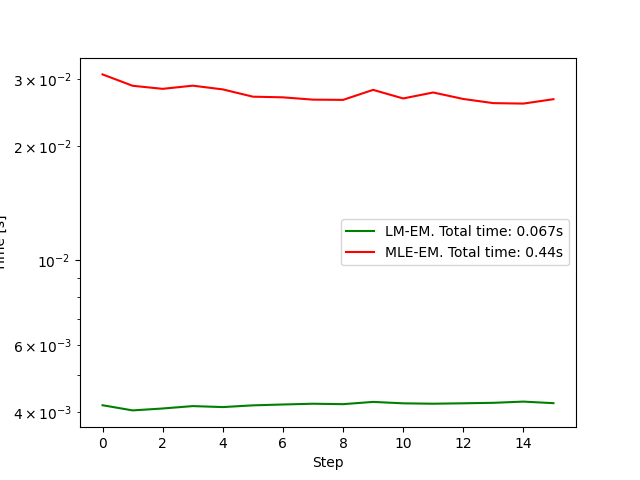 3 × 10⁻²
2 × 10⁻²
10⁻²
6 × 10⁻³
4 × 10⁻³
LM-EM. Total time: 0.067s
MLE-EM. Total time: 0.44s
0 2 4 6 8 10 12 14
Step